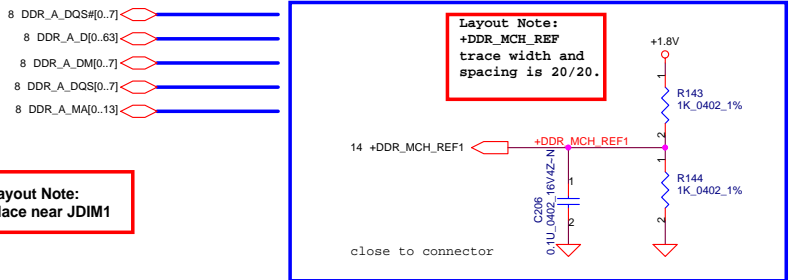 8 DDR_A_DQS#[0..7]
8 DDR_A_D[0..63]
8 DDR_A_DM[0..7]
8 DDR_A_DQS[0..7]
8 DDR_A_MA[0..13]
Layout Note:
+DDR_MCH_REF
trace width and
spacing is 20/20.
+1.8V
1
R143
1K_0402_1%
2
14 +DDR_MCH_REF1
+DDR_MCH_REF1
1
R144
1K_0402_1%
2
C206
0.1U_0402_16V4Z~N
1
2
close to connector
ayout Note:
lace near JDIM1